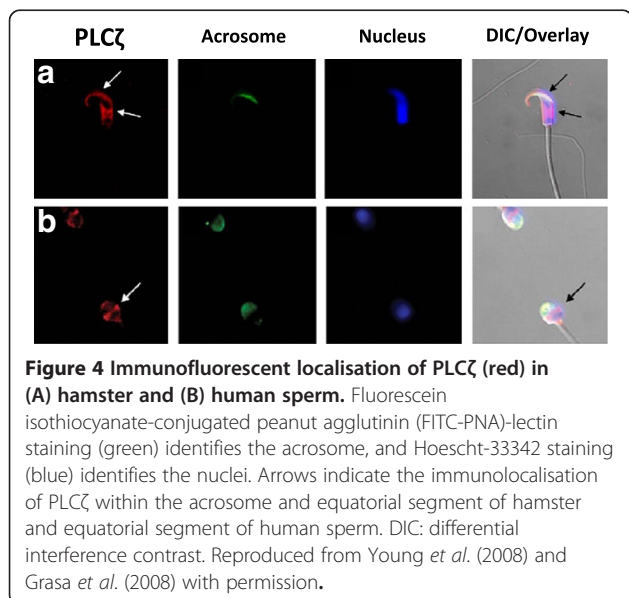 PLCζ Acrosome Nucleus DIC/Overlay
a
b
Figure 4 Immunofluorescent localisation of PLCζ (red) in
(A) hamster and (B) human sperm. Fluorescein
isothiocyanate-conjugated peanut agglutinin (FITC-PNA)-lectin
staining (green) identifies the acrosome, and Hoescht-33342 staining
(blue) identifies the nuclei. Arrows indicate the immunolocalisation
of PLCζ within the acrosome and equatorial segment of hamster
and equatorial segment of human sperm. DIC: differential
interference contrast. Reproduced from Young et al. (2008) and
Grasa et al. (2008) with permission.